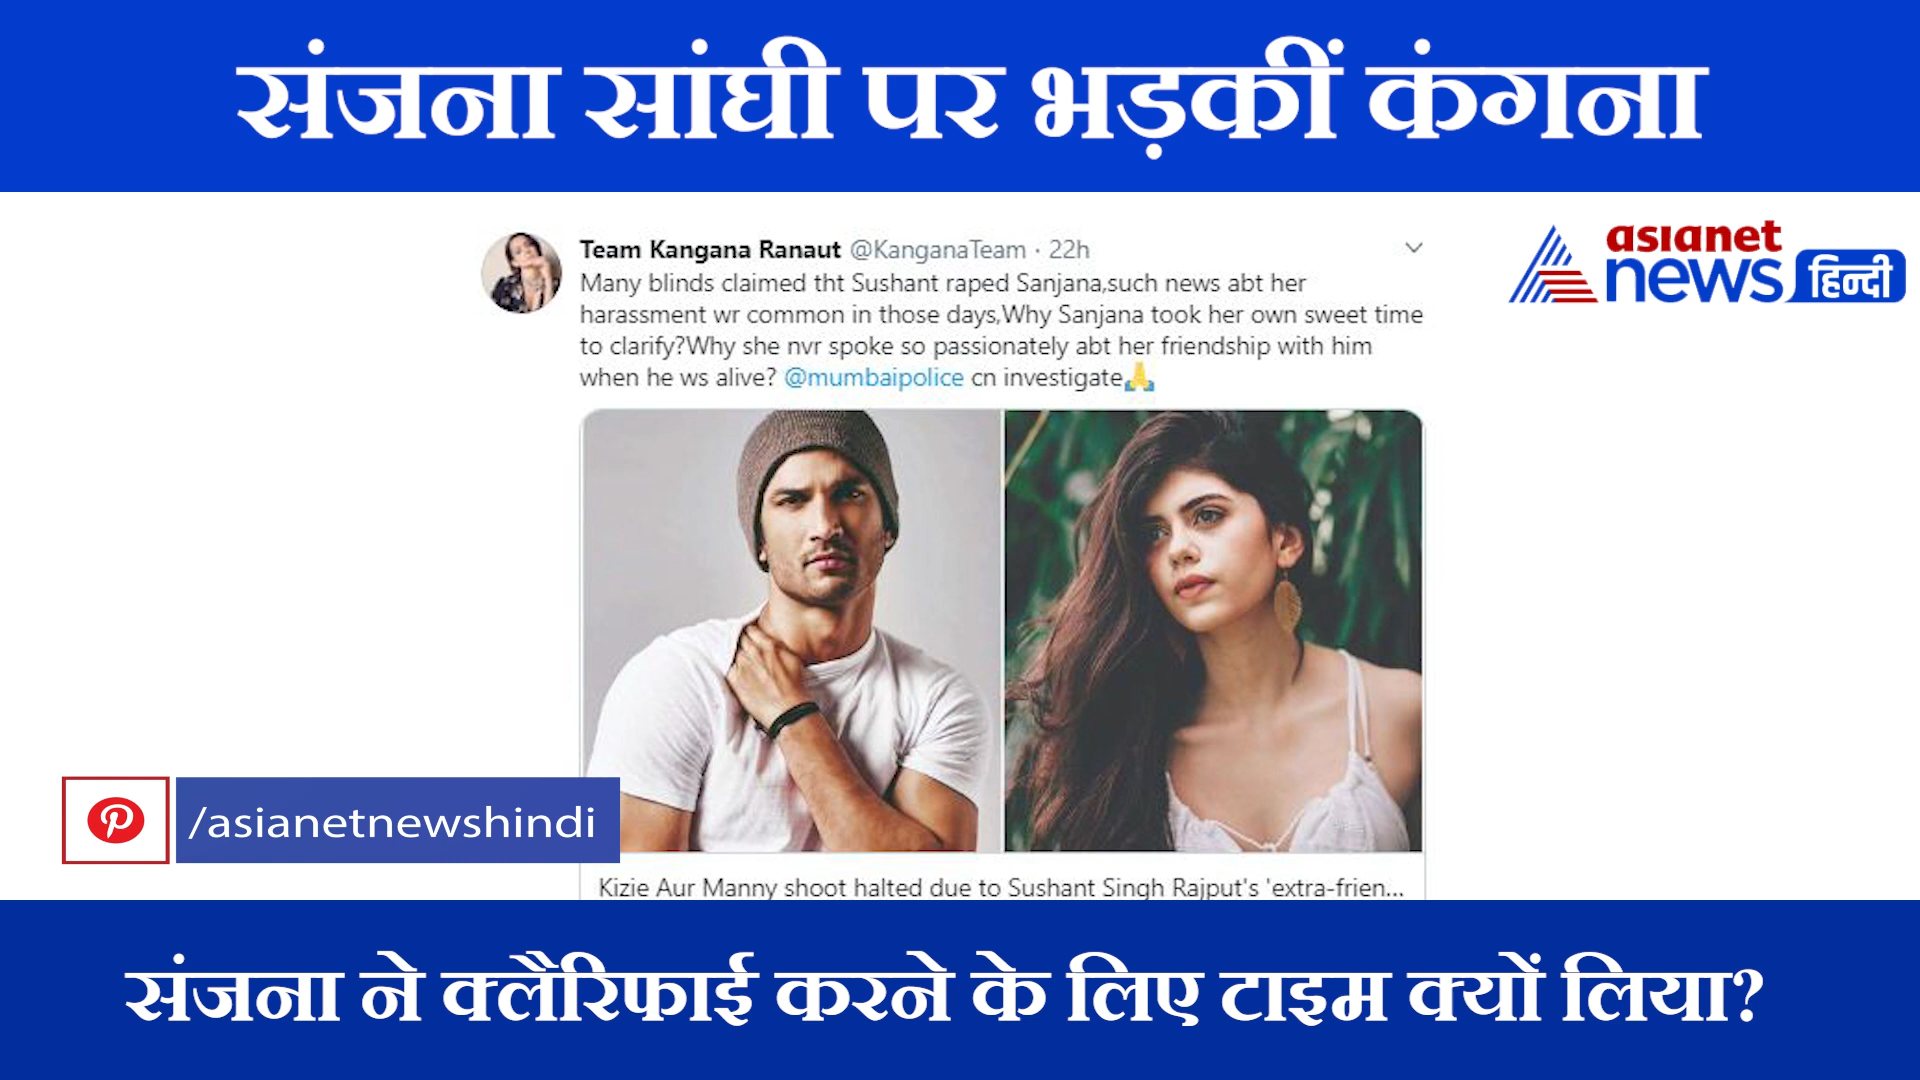 संजना सांघी पर भड़कीं कंगना
asianet
news हिन्दी
Team Kangana Ranaut @KanganaTeam · 22h
Many blinds claimed tht Sushant raped Sanjana,such news abt her
harassment wr common in those days,Why Sanjana took her own sweet time
to clarify?Why she nvr spoke so passionately abt her friendship with him
when he ws alive? @mumbaipolice cn investigate🙏
/asianetnewshindi
Kizie Aur Manny shoot halted due to Sushant Singh Rajput's 'extra-frien...
संजना ने क्लैरिफाई करने के लिए टाइम क्यों लिया?